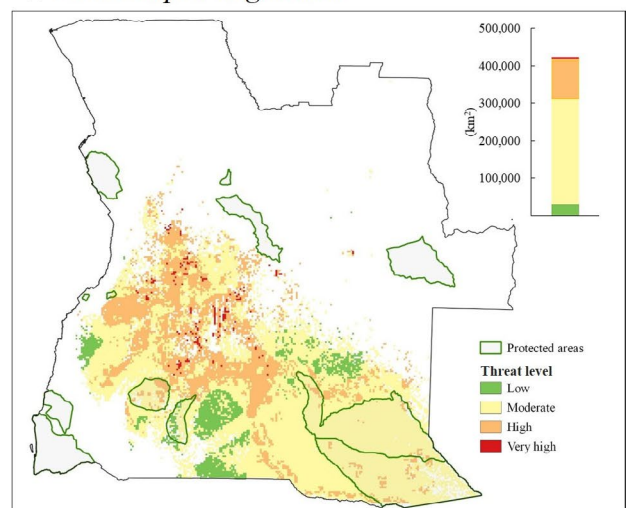 500,000
400,000
300,000
200,000
100,000
(km²)
Protected areas
Threat level
Low
Moderate
High
Very high